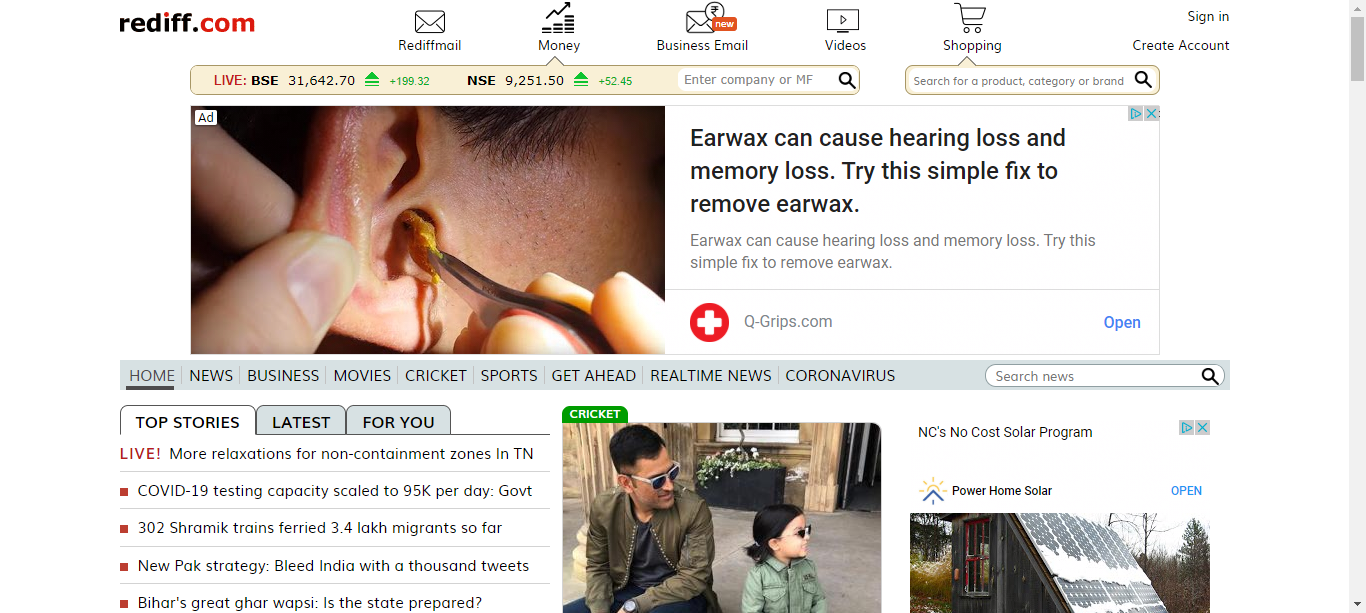 rediff.com
Rediffmail
Money
new
Business Email
Videos
Shopping
Sign in
Create Account
LIVE: BSE 31,642.70 +199.32 NSE 9,251.50 +52.45
Enter company or MF
Search for a product, category or brand
Ad
Earwax can cause hearing loss and
memory loss. Try this simple fix to
remove earwax.
Earwax can cause hearing loss and memory loss. Try this
simple fix to remove earwax.
Q-Grips.com
Open
HOME NEWS BUSINESS MOVIES CRICKET SPORTS GET AHEAD REALTIME NEWS CORONAVIRUS
Search news
TOP STORIES LATEST FOR YOU
LIVE! More relaxations for non-containment zones In TN
COVID-19 testing capacity scaled to 95K per day: Govt
302 Shramik trains ferried 3.4 lakh migrants so far
New Pak strategy: Bleed India with a thousand tweets
Bihar's great ghar wapsi: Is the state prepared?
CRICKET
NC's No Cost Solar Program
Power Home Solar
OPEN